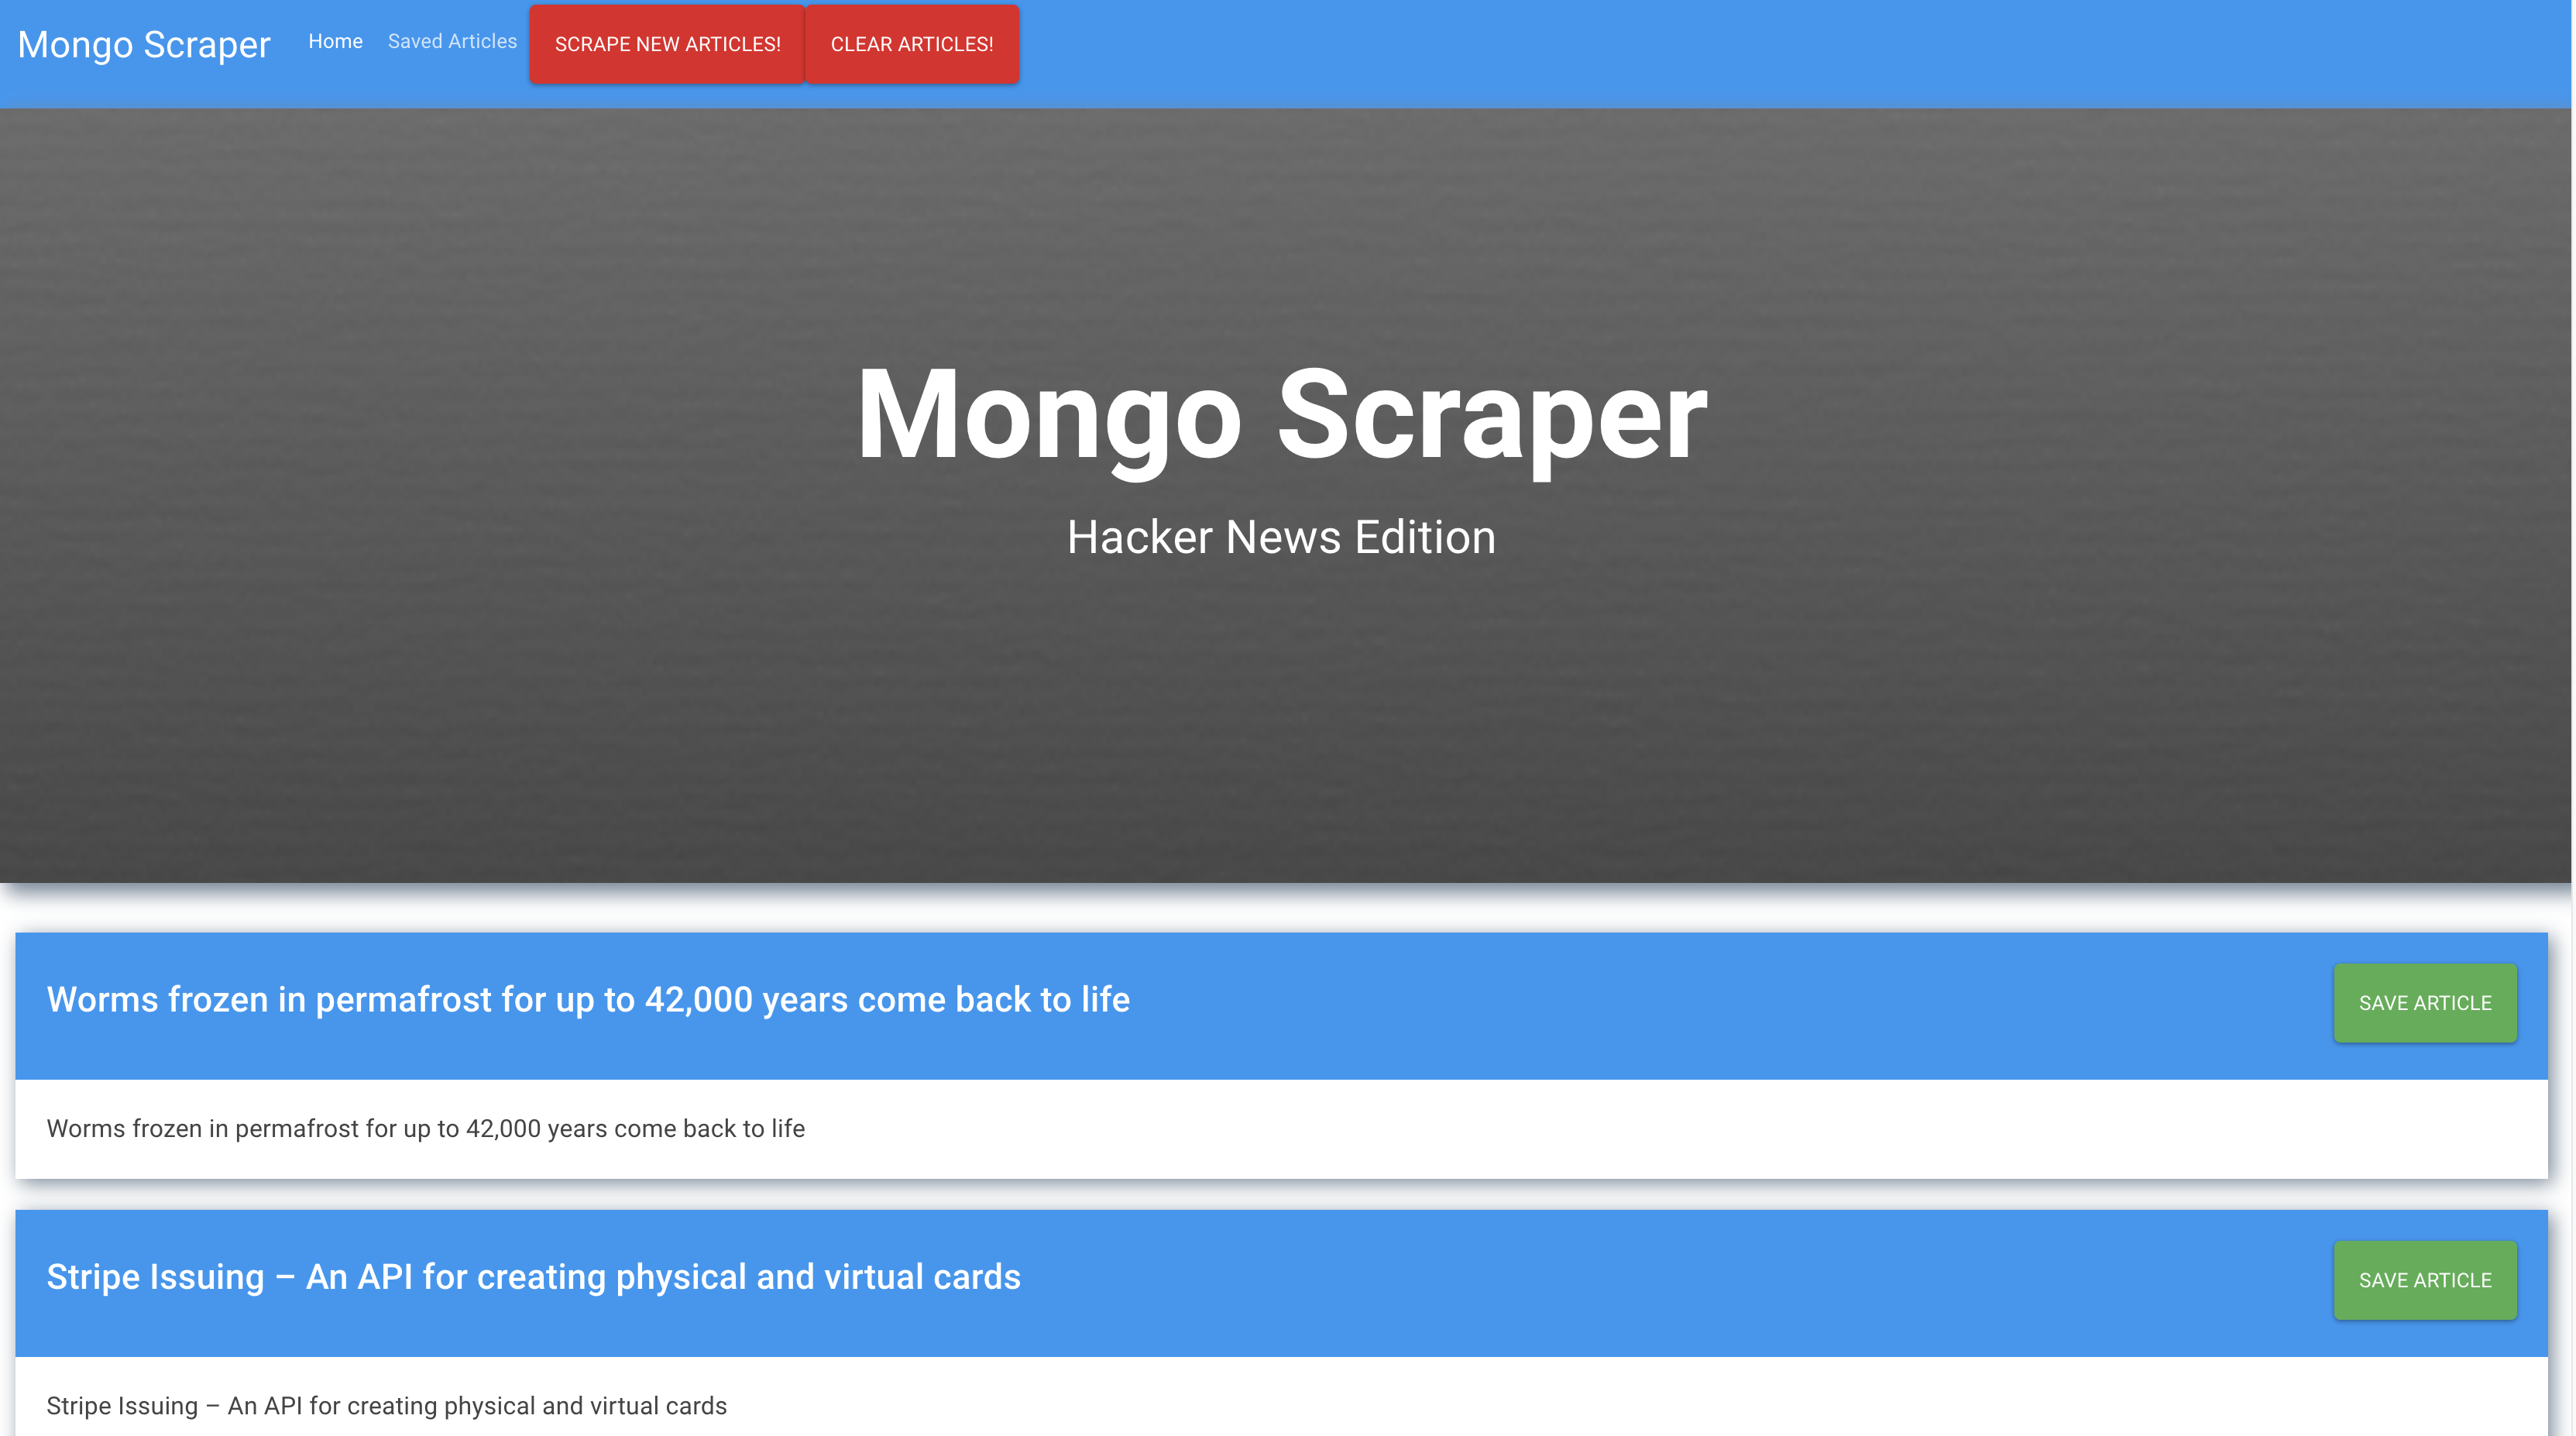 Mongo Scraper Home Saved Articles SCRAPE NEW ARTICLES! CLEAR ARTICLES!
Mongo Scraper
Hacker News Edition
Worms frozen in permafrost for up to 42,000 years come back to life SAVE ARTICLE
Worms frozen in permafrost for up to 42,000 years come back to life
Stripe Issuing – An API for creating physical and virtual cards SAVE ARTICLE
Stripe Issuing – An API for creating physical and virtual cards